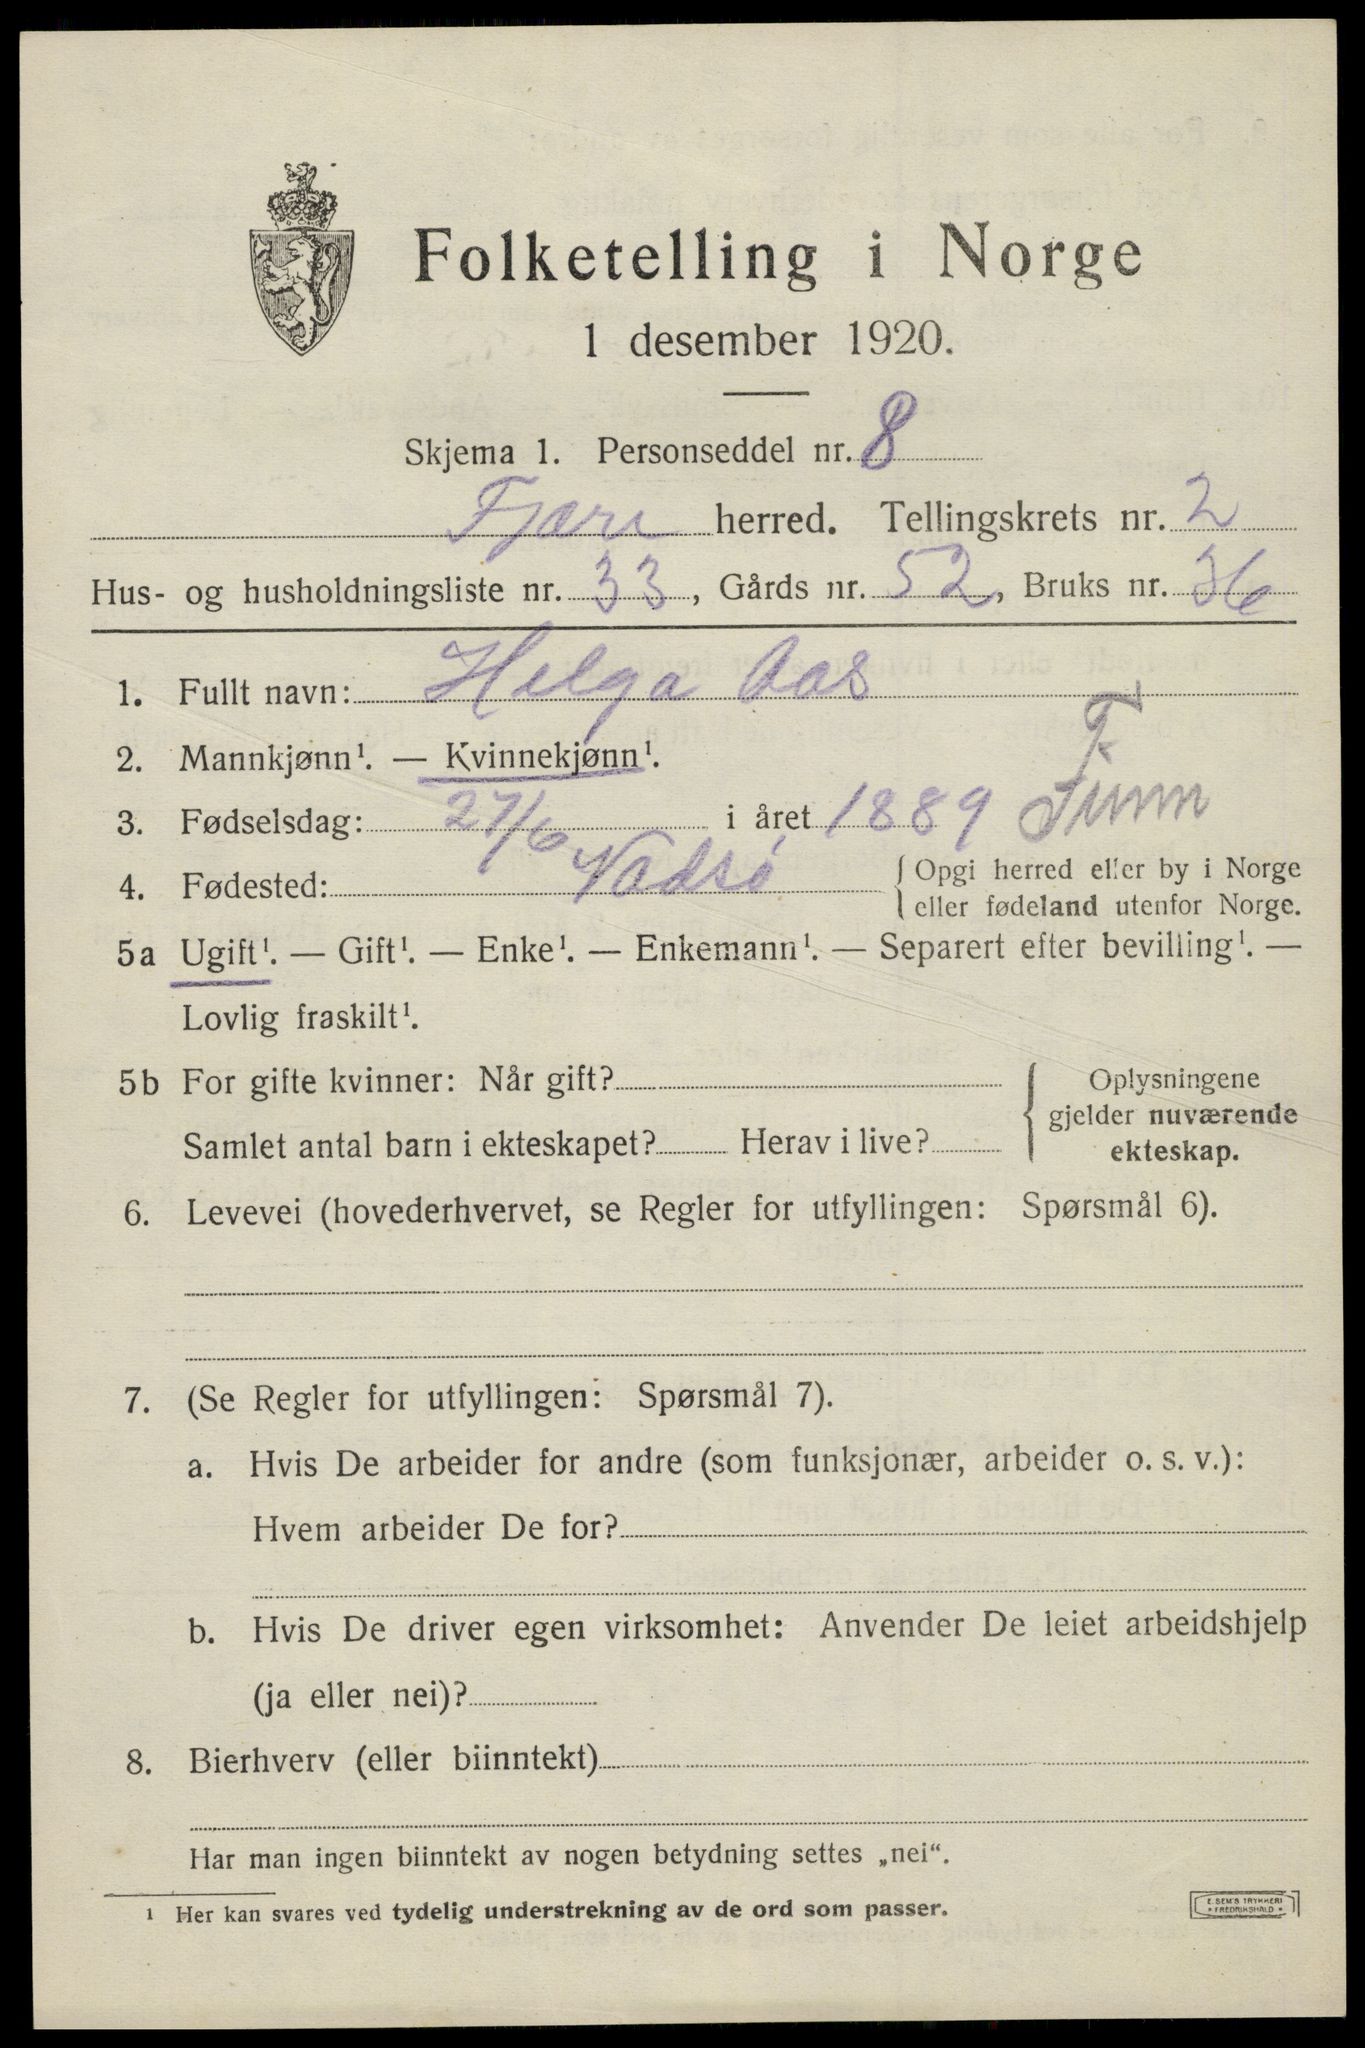 Folketelling i Norge
1 desember 1920.
Skjema 1. Personseddel nr. 8
Fjære herred. Tellingskrets nr. 2
Hus- og husholdningsliste nr. 33, Gårds nr. 52, Bruks nr. 36
1. Fullt navn: Helga Aas
2. Mannkjønn¹. — Kvinnekjønn¹.
F
3. Fødselsdag: 27/6 i året 1889 Finm
4. Fødested: Vadsø { Opgi herred eller by i Norge
eller fødeland utenfor Norge.
5a Ugift¹. — Gift¹. — Enke¹. — Enkemann¹. — Separert efter bevilling¹. —
Lovlig fraskilt¹.
5b For gifte kvinner: Når gift?
Samlet antal barn i ekteskapet? Herav i live?
Oplysningene
gjelder nuværende
ekteskap.
6. Levevei (hovederhvervet, se Regler for utfyllingen: Spørsmål 6).
7. (Se Regler for utfyllingen: Spørsmål 7).
a. Hvis De arbeider for andre (som funksjonær, arbeider o. s. v.):
Hvem arbeider De for?
b. Hvis De driver egen virksomhet: Anvender De leiet arbeidshjelp
(ja eller nei)?
8. Bierhverv (eller biinntekt)
Har man ingen biinntekt av nogen betydning settes „nei“.
¹ Her kan svares ved tydelig understrekning av de ord som passer.
E. SEM'S TRYKKERI
* FREDRIKSHALD *